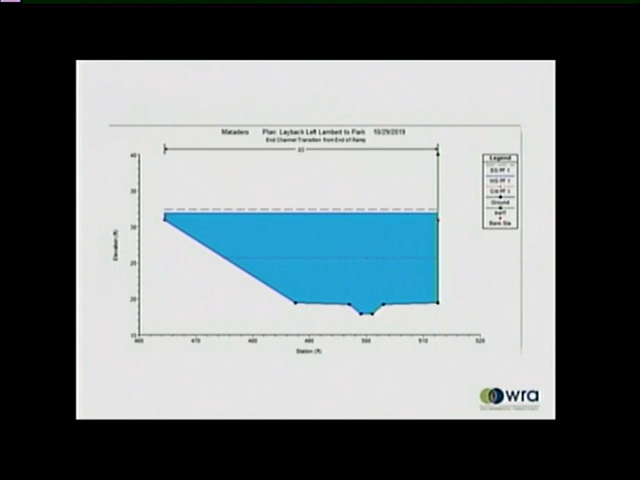 Matadero Plan: Layback Left Lambert to Park 10/29/2019
End Channel Transition from End of Ramp
Legend
EG PF 1
WS PF 1
Crit PF 1
Ground
Bank Sta
40
35
30
25
20
15
Elevation (ft)
460 470 480 490 500 510 520
Station (ft)
wra